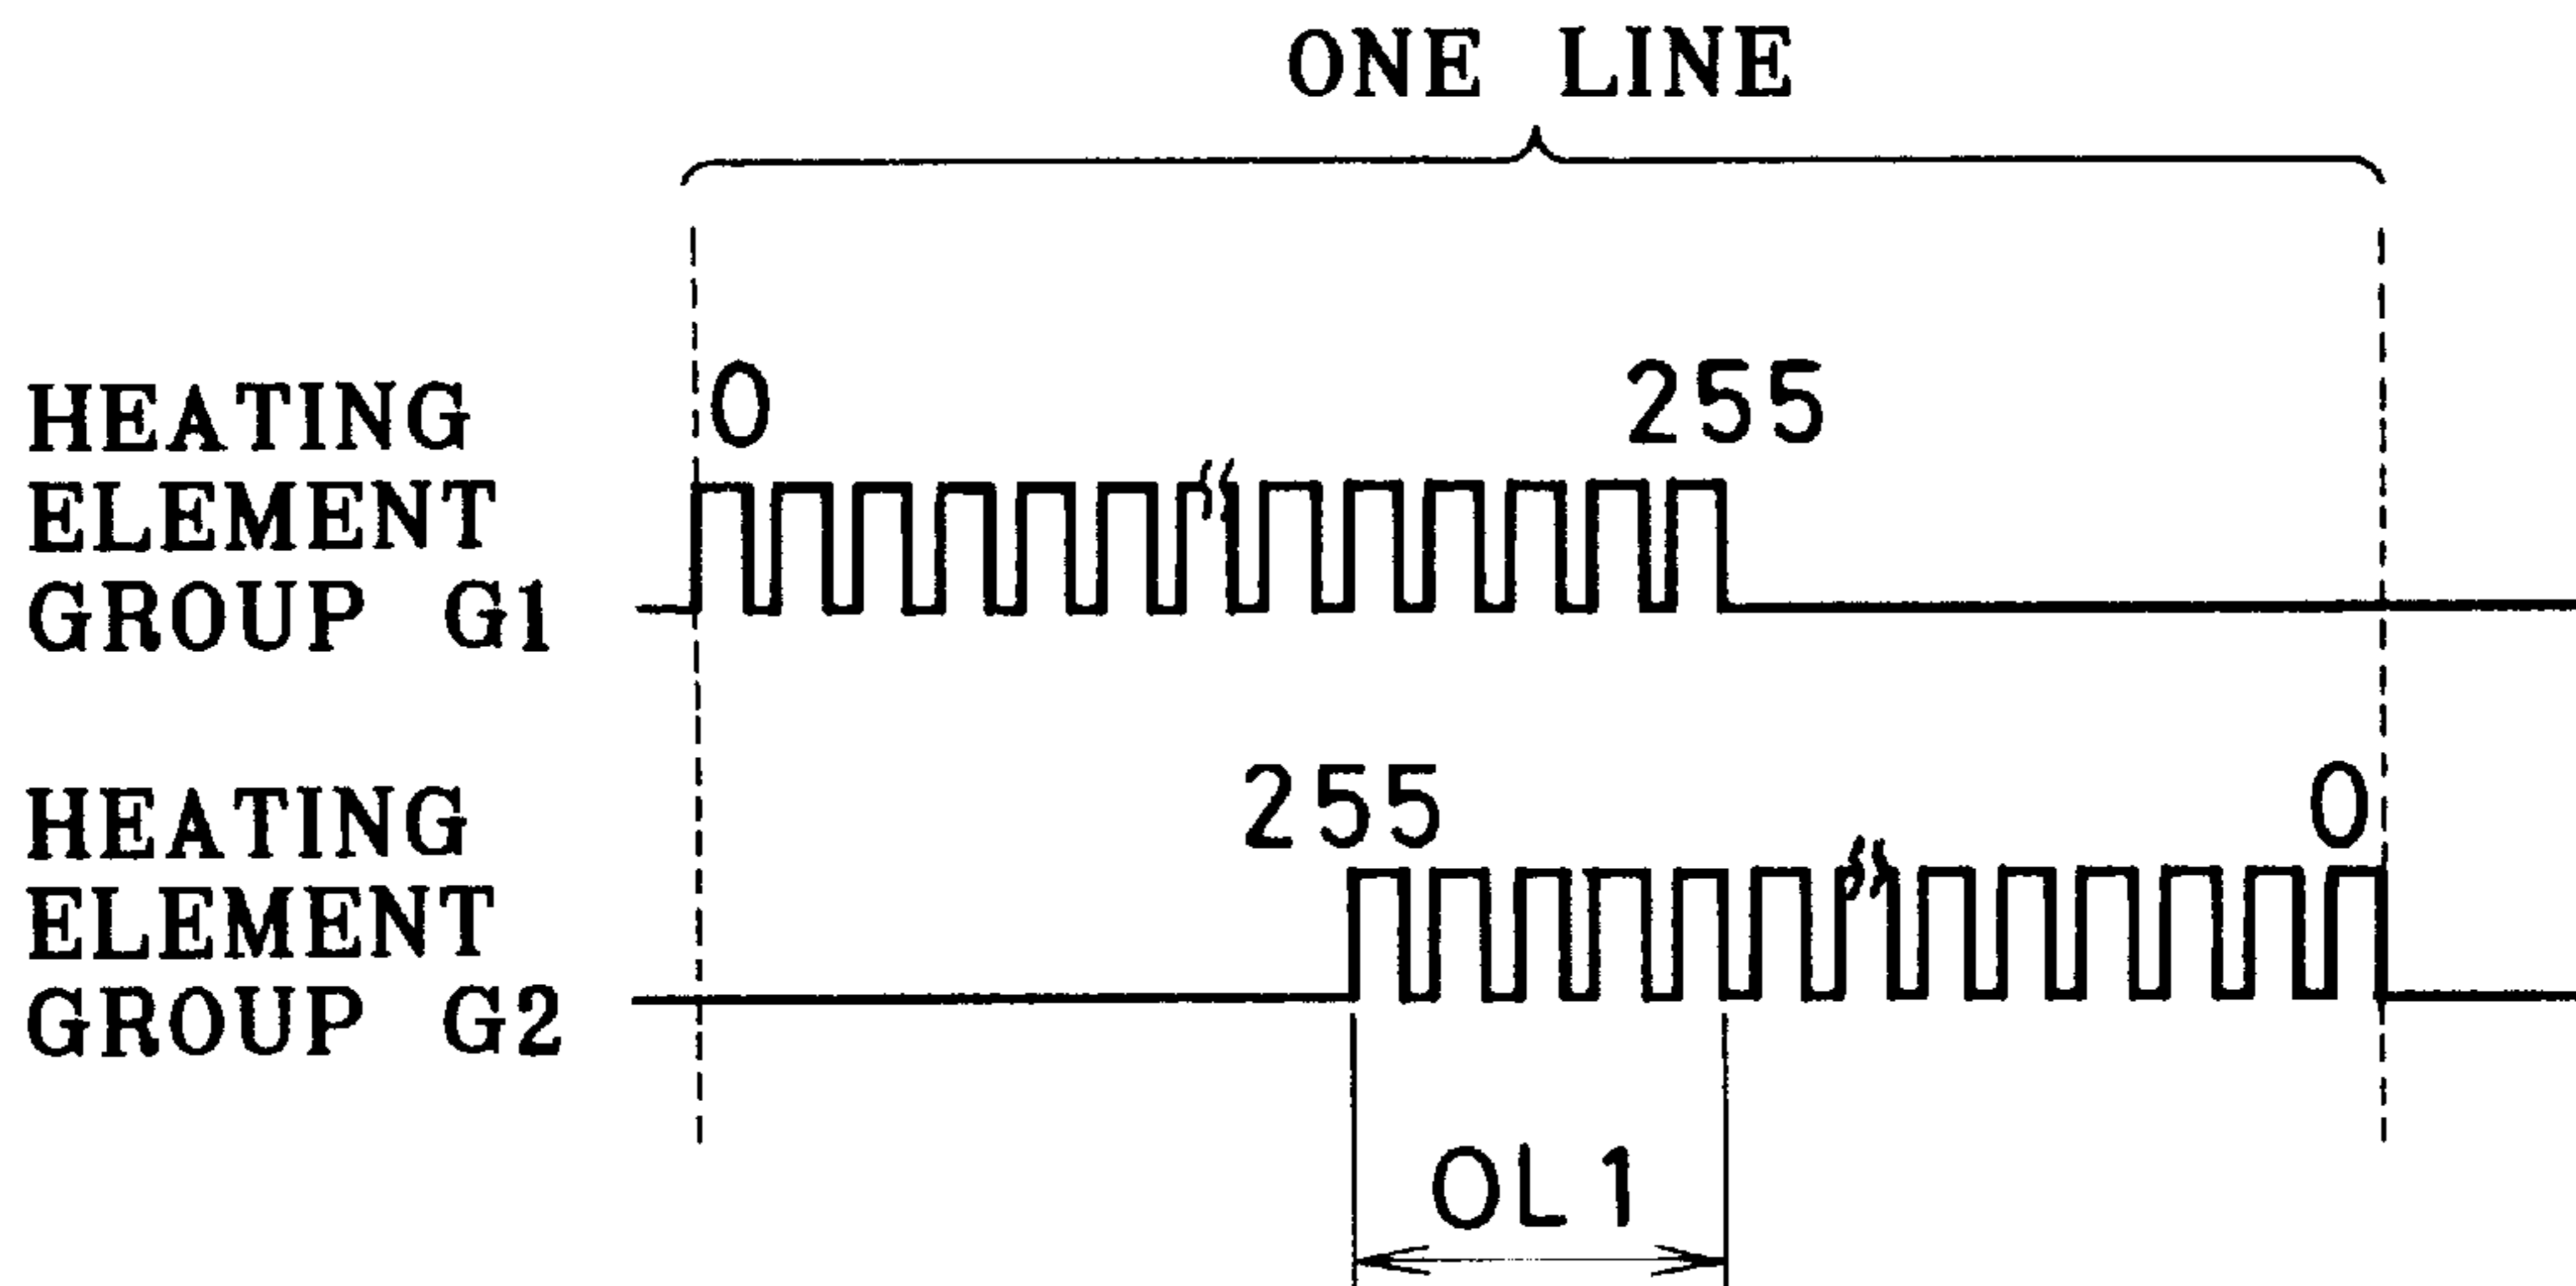 ONE LINE
0 255
HEATING
ELEMENT
GROUP G1
255 0
HEATING
ELEMENT
GROUP G2
OL1